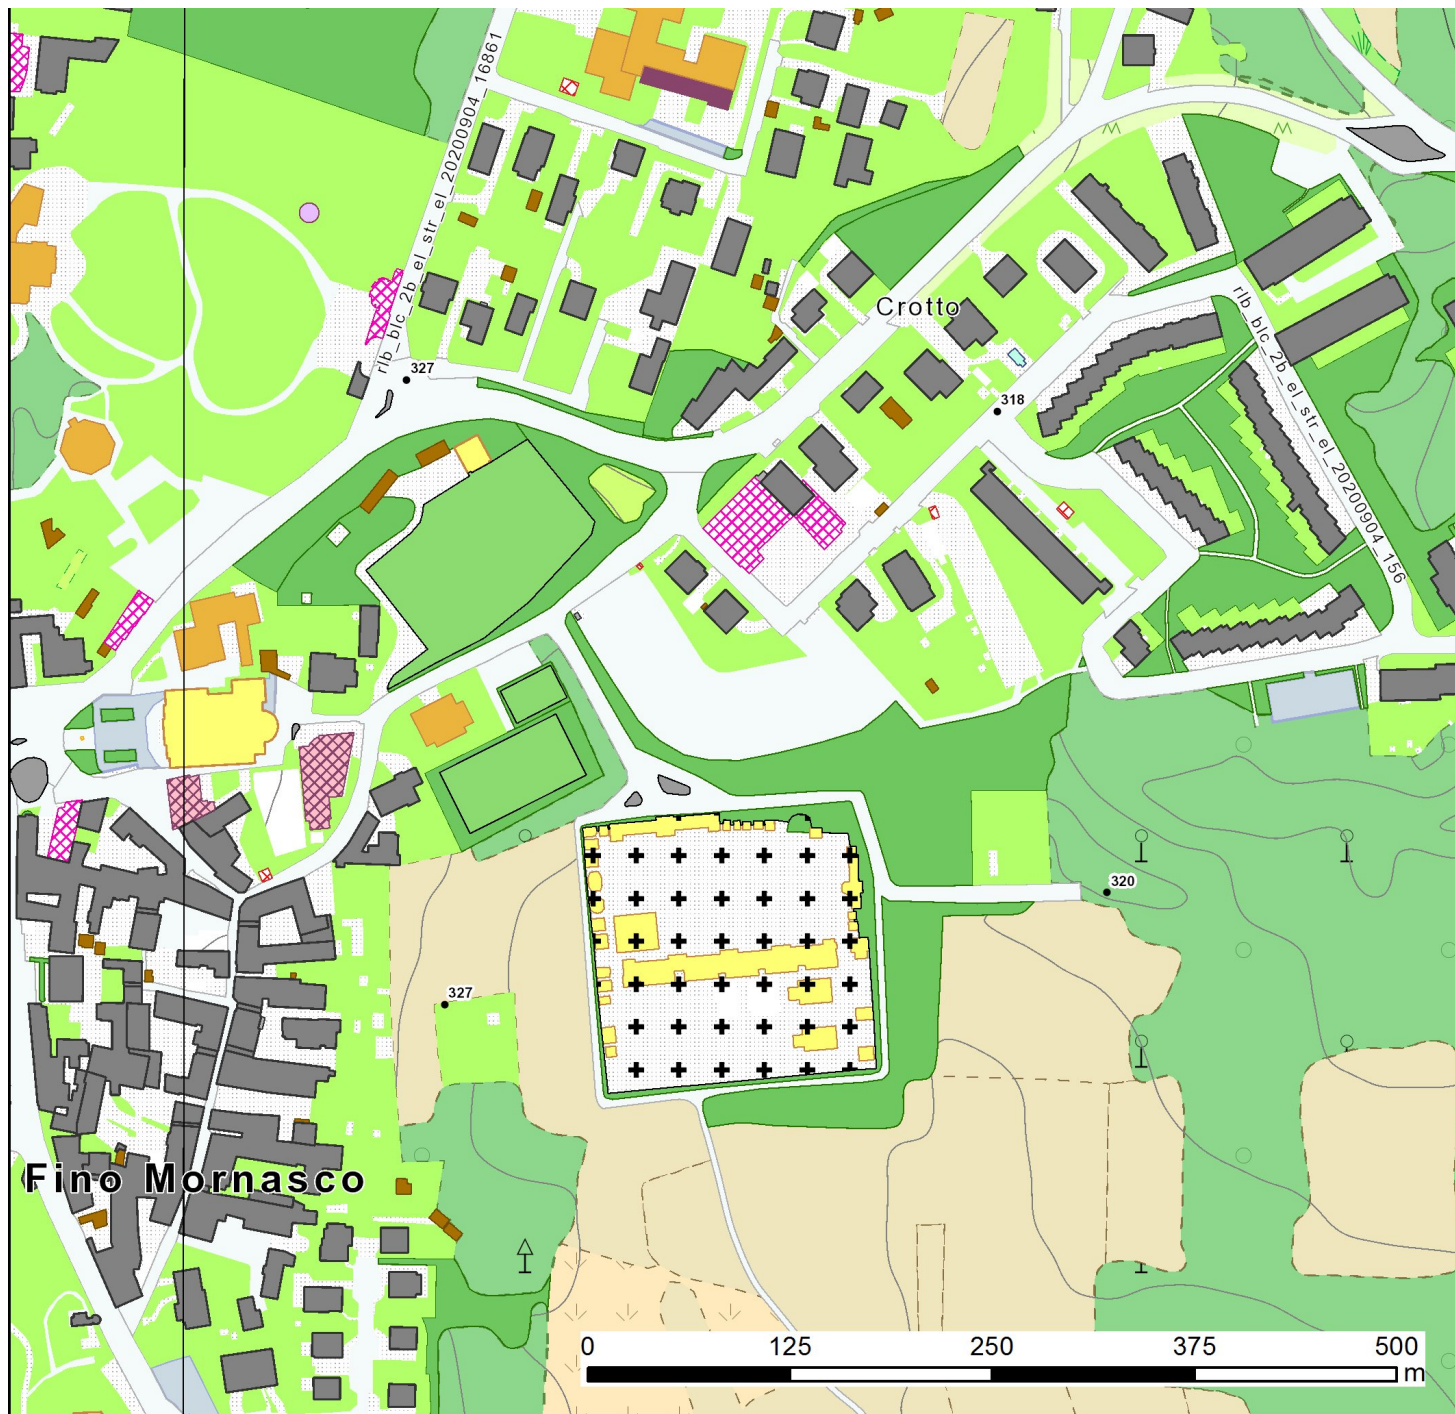 rlb_blc_2b_el_str_el_20200904_16861
Crotto
rlb_blc_2b_el_str_el_20200904_156
327
318
320
327
Fino Mornasco
0 125 250 375 500
m